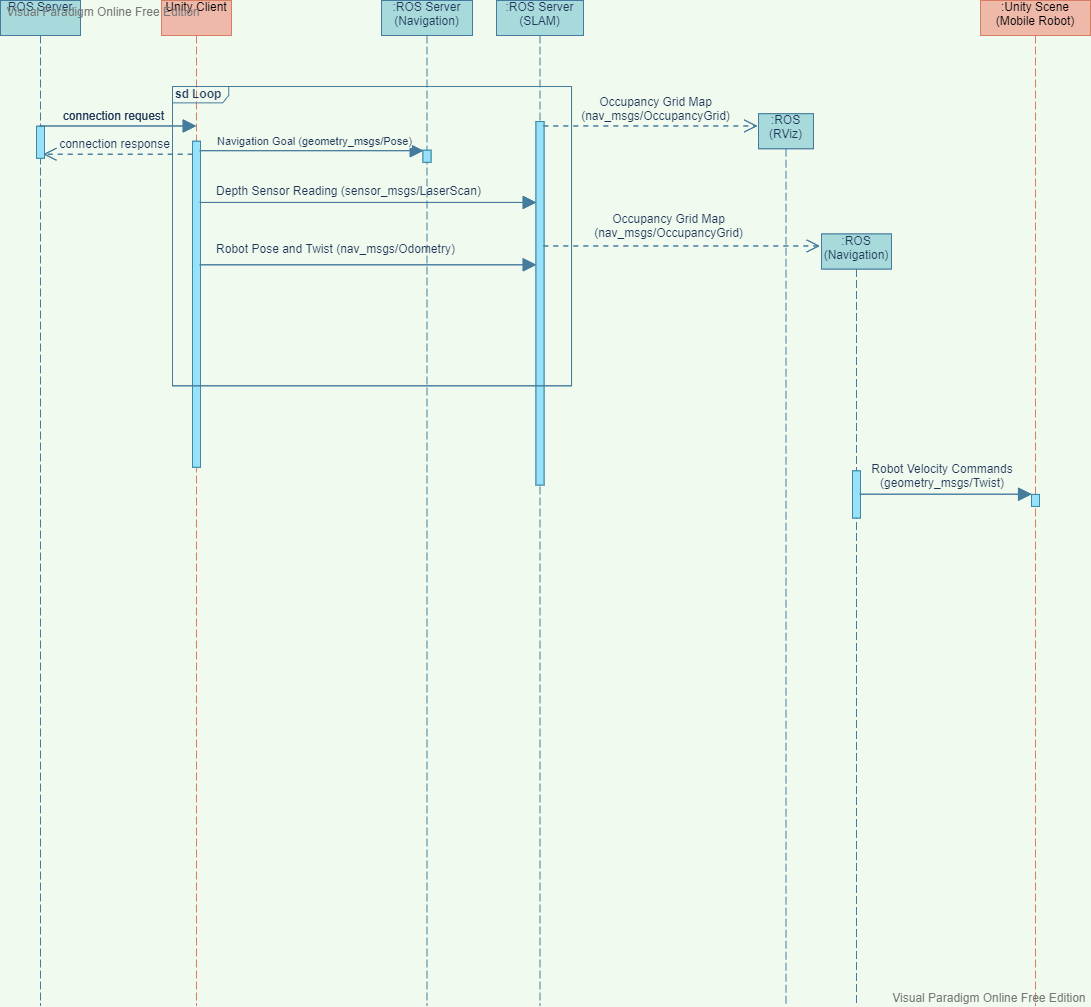 ROS Server
Visual Paradigm Online Free Edition
Unity Client
:ROS Server
(Navigation)
:ROS Server
(SLAM)
:Unity Scene
(Mobile Robot)
sd Loop
connection request
connection response
Navigation Goal (geometry_msgs/Pose)
Occupancy Grid Map
(nav_msgs/OccupancyGrid)
:ROS
(RViz)
Depth Sensor Reading (sensor_msgs/LaserScan)
Occupancy Grid Map
(nav_msgs/OccupancyGrid)
:ROS
(Navigation)
Robot Pose and Twist (nav_msgs/Odometry)
Robot Velocity Commands
(geometry_msgs/Twist)
Visual Paradigm Online Free Edition